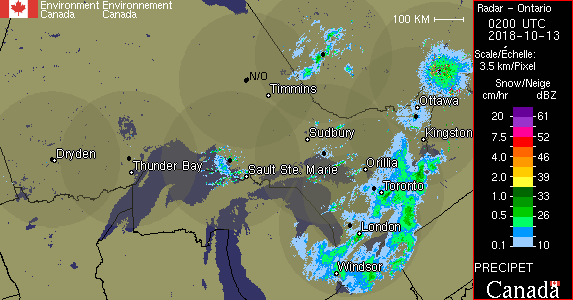 Environment Environnement
Canada Canada
100 KM
N/O
Timmins
Ottawa
Sudbury
Kingston
Dryden
Thunder Bay
Sault Ste. Marie
Orillia
Toronto
London
Windsor
Radar - Ontario
0200 UTC
2018-10-13
Scale/Échelle:
3.5 km/Pixel
Snow/Neige
cm/hr dBZ
20 61
7.5 52
4.0 46
2.0 39
1.0 33
0.5 26
0.1 10
PRECIPET
Canada